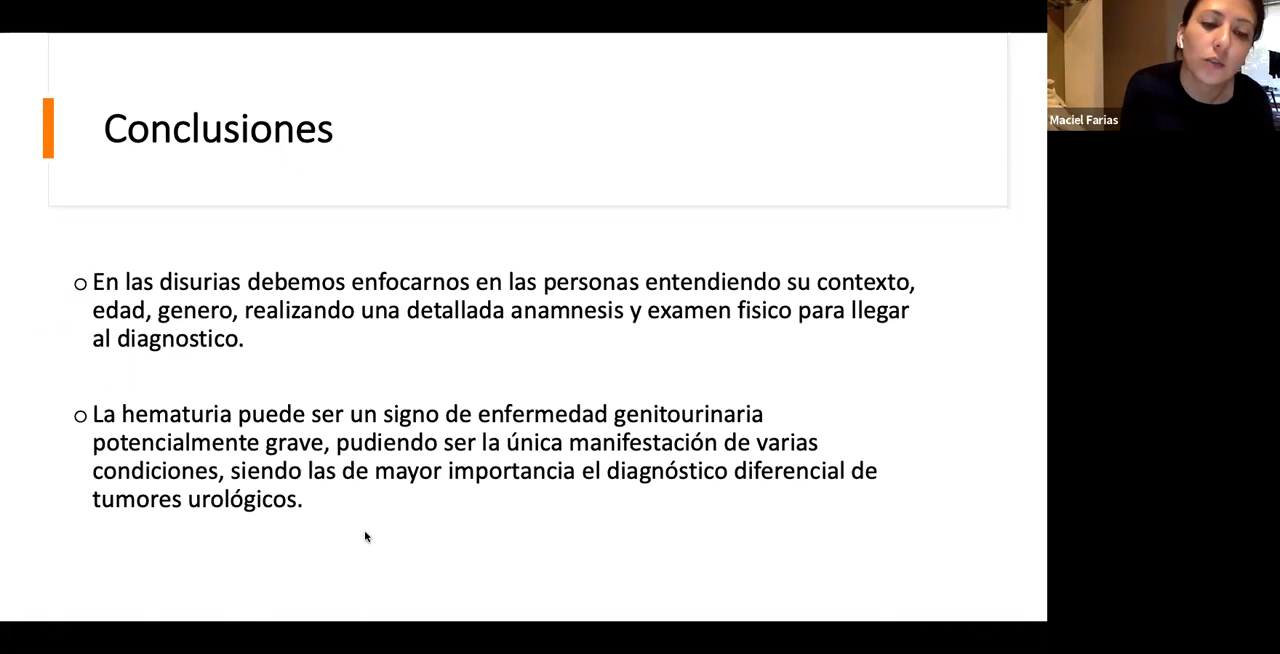 Conclusiones
Maciel Farias
o En las disurias debemos enfocarnos en las personas entendiendo su contexto,
edad, genero, realizando una detallada anamnesis y examen fisico para llegar
al diagnostico.
o La hematuria puede ser un signo de enfermedad genitourinaria
potencialmente grave, pudiendo ser la única manifestación de varias
condiciones, siendo las de mayor importancia el diagnóstico diferencial de
tumores urológicos.